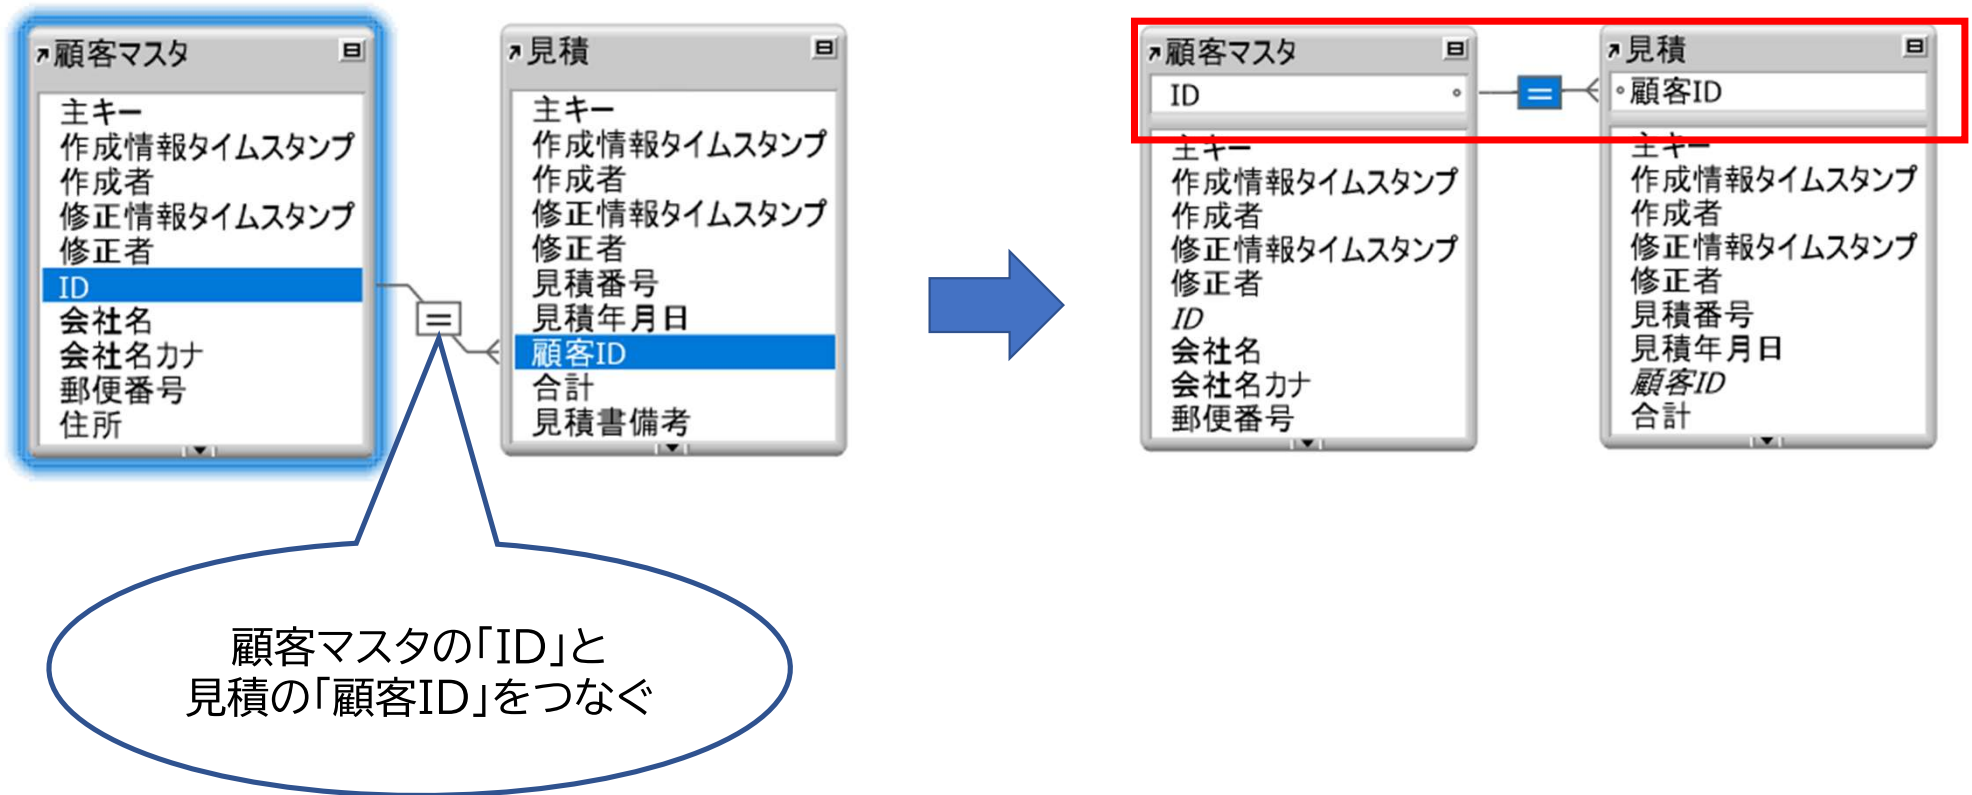 顧客マスタ
主キー
作成情報タイムスタンプ
作成者
修正情報タイムスタンプ
修正者
ID
会社名
会社名カナ
郵便番号
住所
=
見積
主キー
作成情報タイムスタンプ
作成者
修正情報タイムスタンプ
修正者
見積番号
見積年月日
顧客ID
合計
見積書備考
顧客マスタの「ID」と
見積の「顧客ID」をつなぐ
顧客マスタ
ID
主キー
作成情報タイムスタンプ
作成者
修正情報タイムスタンプ
修正者
ID
会社名
会社名カナ
郵便番号
=
見積
顧客ID
主キー
作成情報タイムスタンプ
作成者
修正情報タイムスタンプ
修正者
見積番号
見積年月日
顧客ID
合計